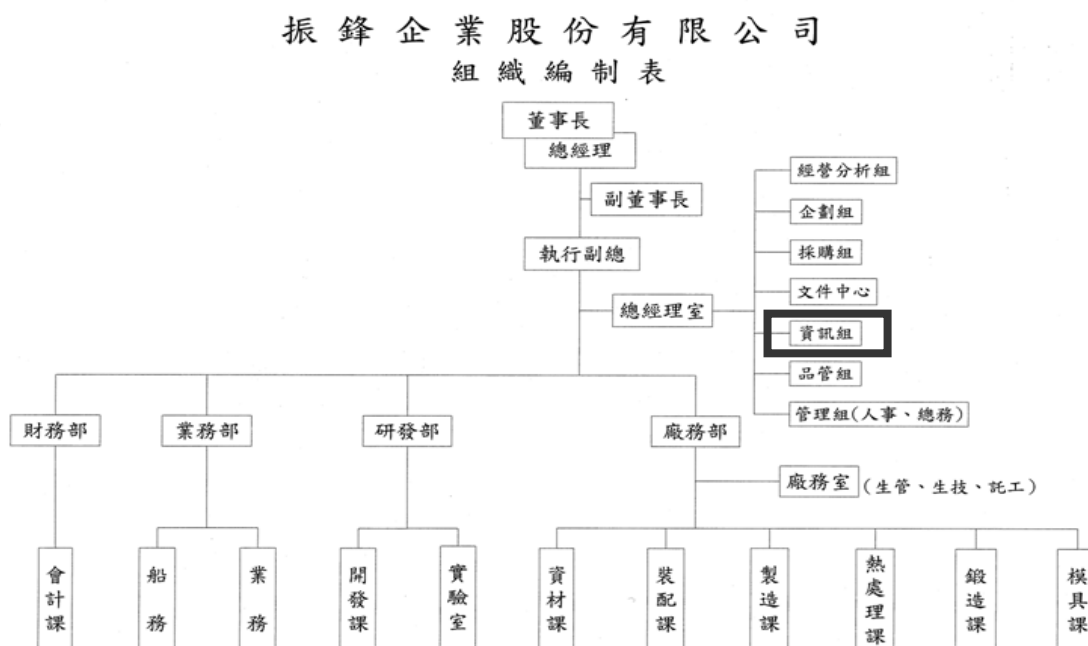 振鋒企業股份有限公司
組織編制表
董事長
總經理
副董事長
執行副總
總經理室
經營分析組
企劃組
採購組
文件中心
資訊組
品管組
管理組(人事、總務)
財務部
業務部
研發部
廠務部
廠務室 (生管、生技、託工)
會計課
船務
業務
開發課
實驗室
資材課
裝配課
製造課
熱處理課
鍛造課
模具課